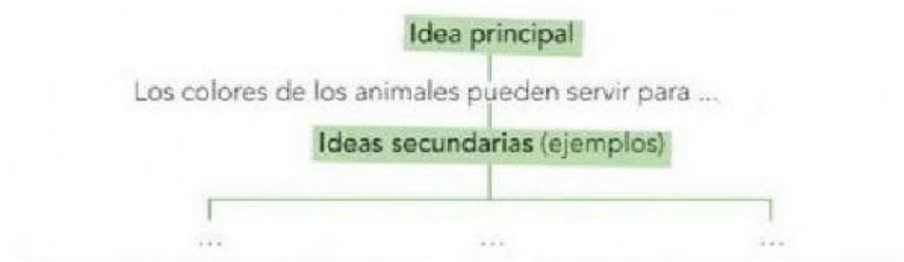 Idea principal
Los colores de los animales pueden servir para ...
Ideas secundarias (ejemplos)
... ... ...